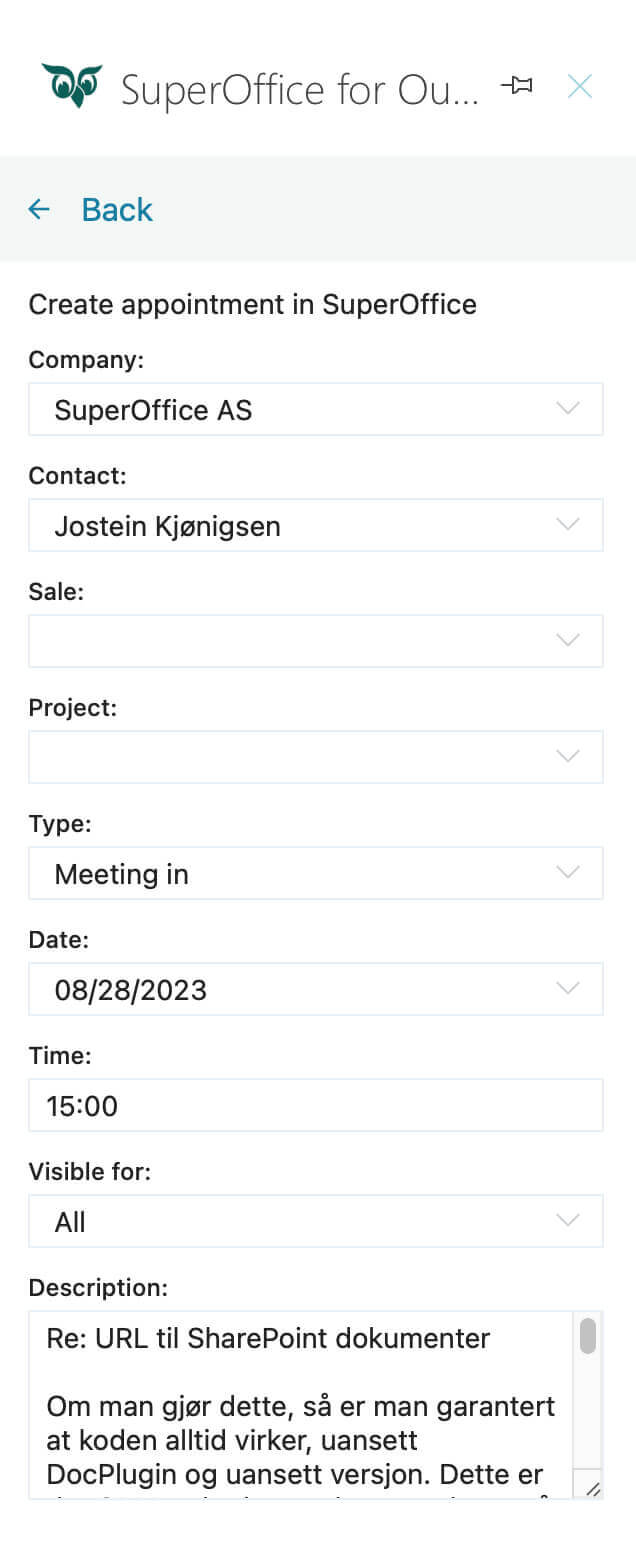 SuperOffice for Ou...
Back
Create appointment in SuperOffice
Company:
SuperOffice AS
Contact:
Jostein Kjønigsen
Sale:
Project:
Type:
Meeting in
Date:
08/28/2023
Time:
15:00
Visible for:
All
Description:
Re: URL til SharePoint dokumenter
Om man gjør dette, så er man garantert
at koden alltid virker, uansett
DocPlugin og uansett versjon. Dette er